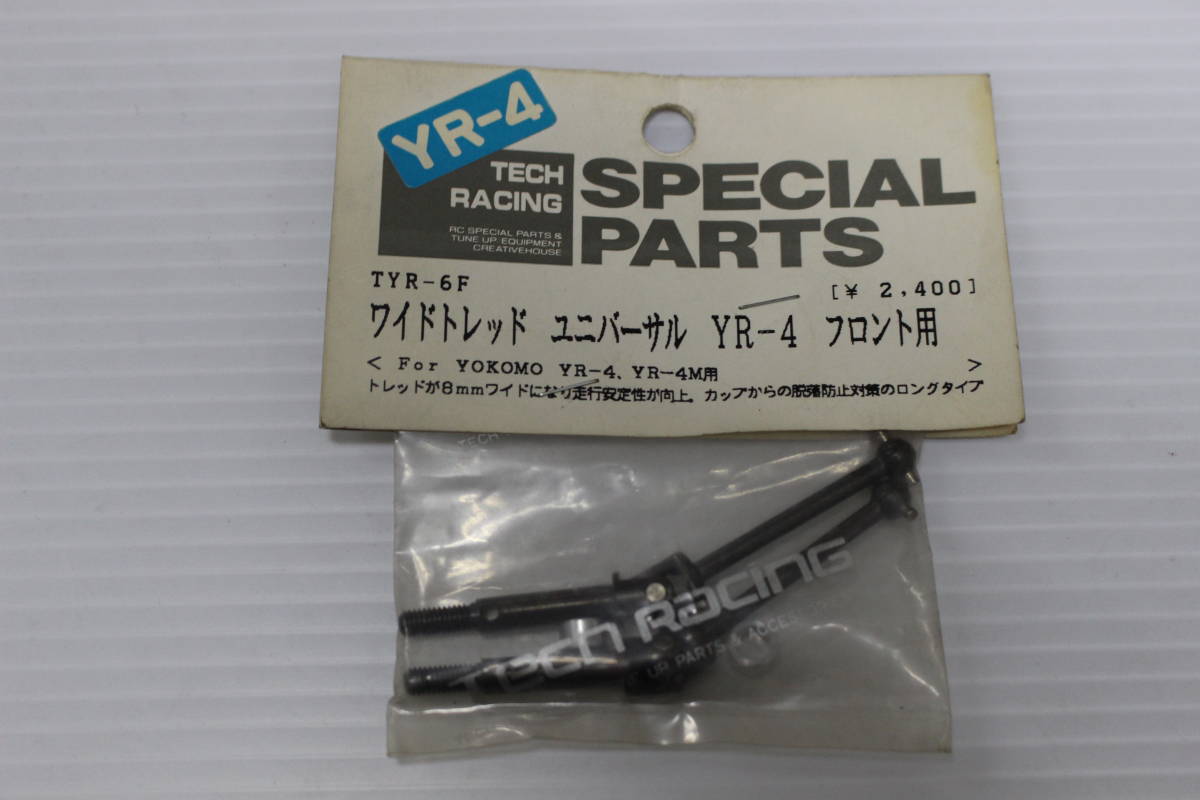 YR-4
TECH
RACING
RC SPECIAL PARTS &
TUNE UP EQUIPMENT
CREATIVEHOUSE
SPECIAL
PARTS
TYR-6F
[¥ 2,400]
ワイドトレッド ユニバーサル YR-4 フロント用
< For YOKOMO YR-4、YR-4M用 >
トレッドが8mmワイドになり走行安定性が向上。カップからの脱落防止対策のロングタイプ
TECH
TECH RACING
UP PARTS & ACCES